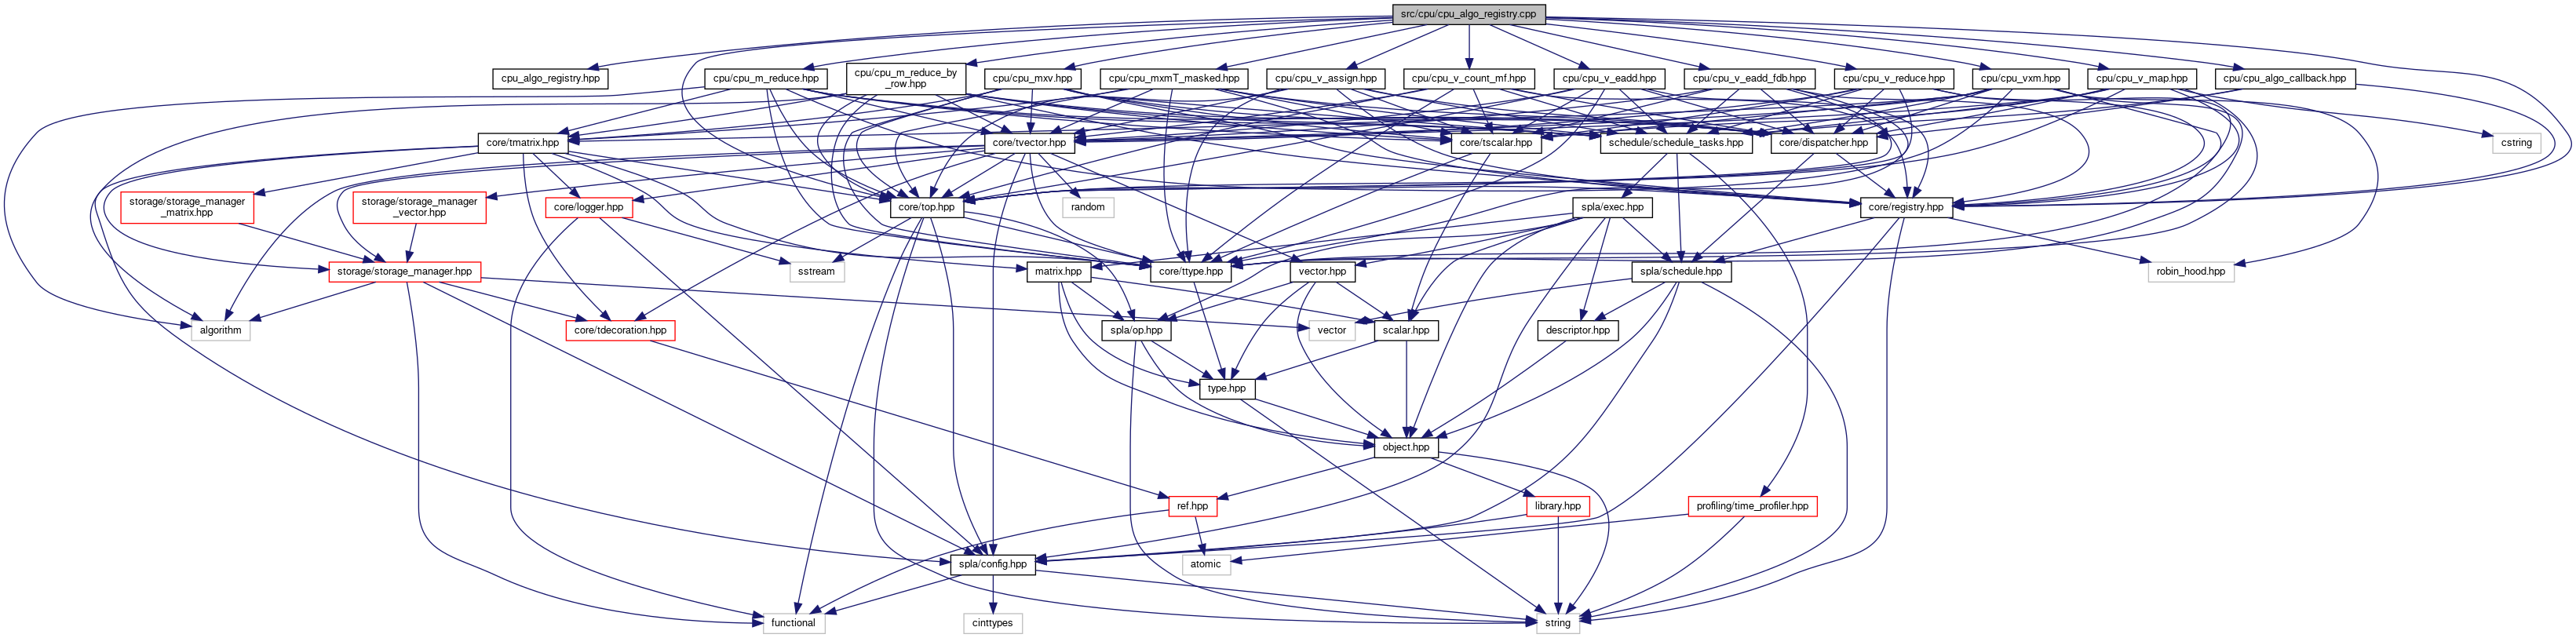 src/cpu/cpu_algo_registry.cpp
cpu_algo_registry.hpp
cpu/cpu_m_reduce.hpp
cpu/cpu_m_reduce_by
_row.hpp
cpu/cpu_mxv.hpp
cpu/cpu_mxmT_masked.hpp
cpu/cpu_v_assign.hpp
cpu/cpu_v_count_mf.hpp
cpu/cpu_v_eadd.hpp
cpu/cpu_v_eadd_fdb.hpp
cpu/cpu_v_reduce.hpp
cpu/cpu_vxm.hpp
cpu/cpu_v_map.hpp
cpu/cpu_algo_callback.hpp
core/tmatrix.hpp
core/tvector.hpp
core/tscalar.hpp
schedule/schedule_tasks.hpp
core/dispatcher.hpp
cstring
storage/storage_manager
_matrix.hpp
storage/storage_manager
_vector.hpp
core/logger.hpp
core/top.hpp
random
spla/exec.hpp
core/registry.hpp
storage/storage_manager.hpp
sstream
matrix.hpp
core/ttype.hpp
vector.hpp
spla/schedule.hpp
robin_hood.hpp
algorithm
core/tdecoration.hpp
spla/op.hpp
vector
scalar.hpp
descriptor.hpp
type.hpp
object.hpp
ref.hpp
library.hpp
profiling/time_profiler.hpp
spla/config.hpp
atomic
functional
cinttypes
string